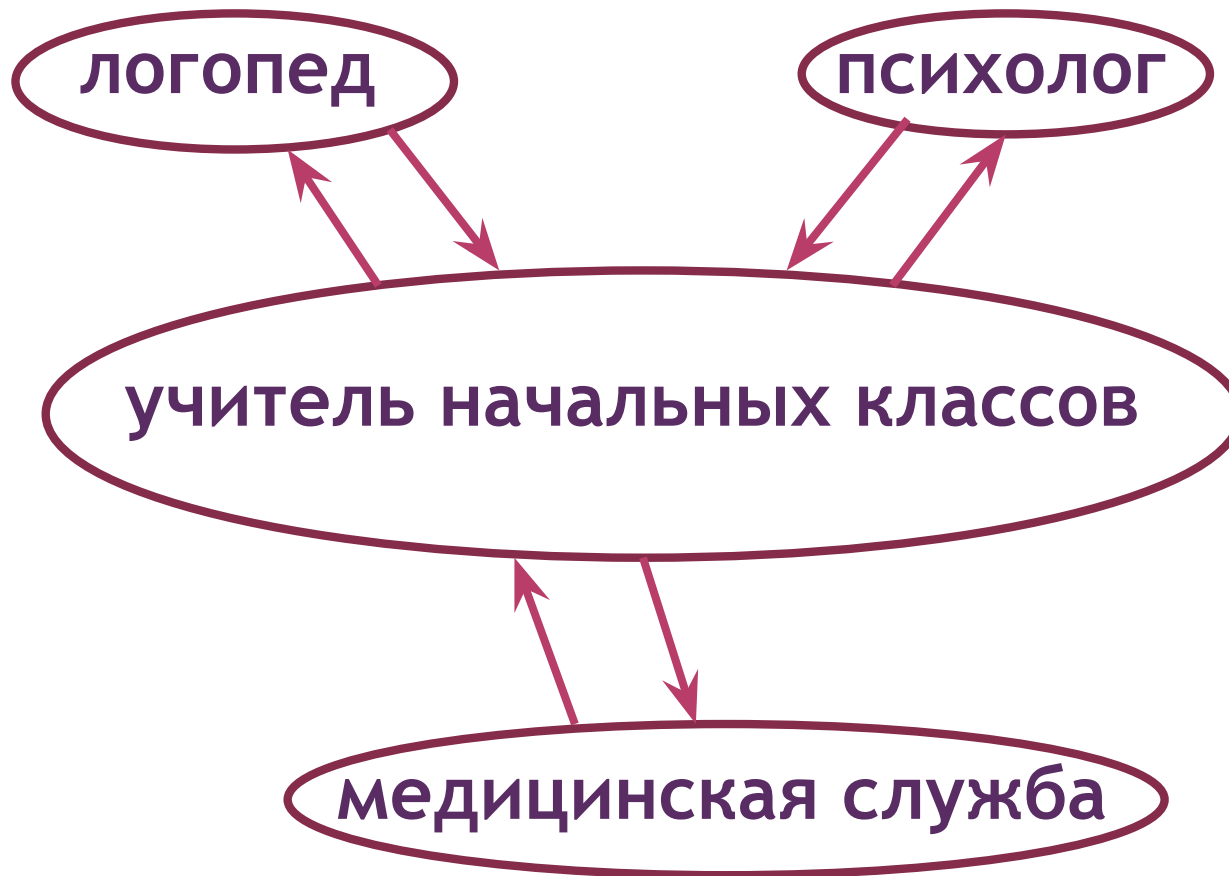 логопед
психолог
учитель начальных классов
медицинская служба